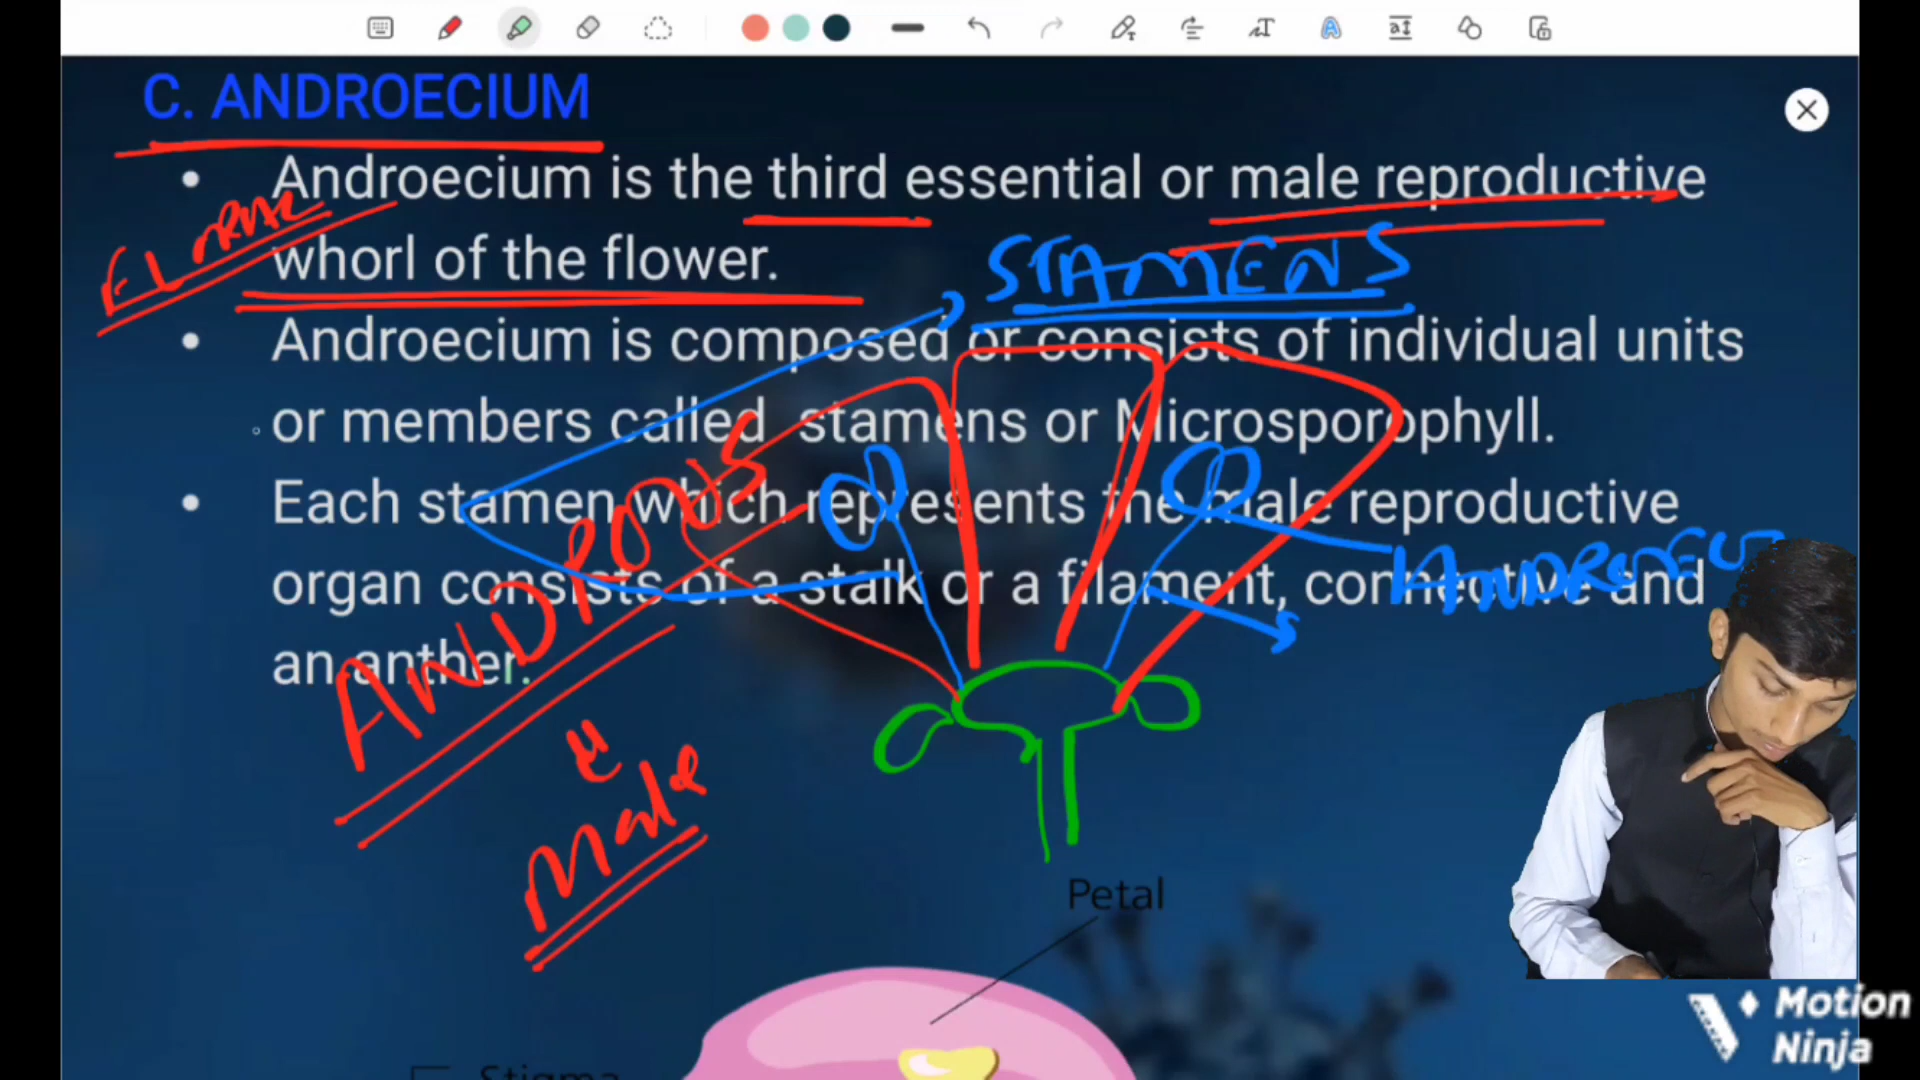 C. ANDROECIUM
• Androecium is the third essential or male reproductive
whorl of the flower.
STAMENS
• Androecium is composed or consists of individual units
or members called stamens or Microsporophyll.
• Each stamen which represents the male reproductive
organ consists of a stalk or a filament, connective and
an anther.
ANDROUS
Male
Petal
Stigma
Motion
Ninja